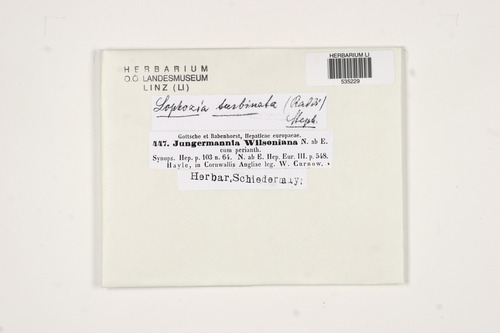 HERBARIUM
O.Ö. LANDESMUSEUM
LINZ (LI)
HERBARIUM LI
535229
Lophozia turbinata (Raddi)
Steph.
Gottsche et Rabenhorst, Hepaticae europaeae.
447. Jungermannia Wilsoniana N. ab E.
cum perianth.
Synops. Hep. p. 103 n. 64. N. ab E. Hep. Eur. III. p. 548.
Hayle, in Cornwallis Angliae leg. W. Curnow.
Herbar, Schiedermay;